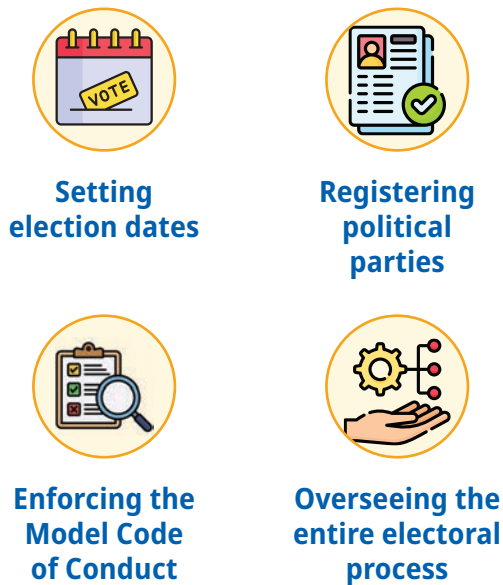 VOTE
Setting
election dates
Registering
political
parties
Enforcing the
Model Code
of Conduct
Overseeing the
entire electoral
process